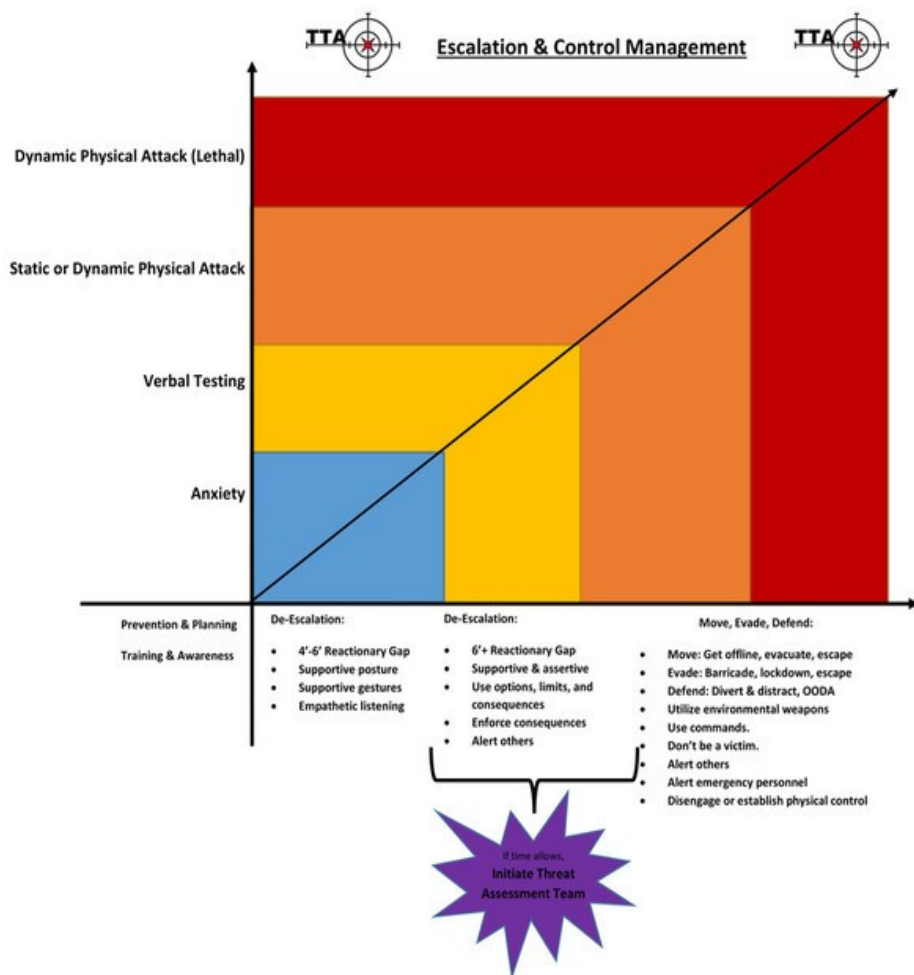 TTA
Escalation & Control Management
TTA
Dynamic Physical Attack (Lethal)
Static or Dynamic Physical Attack
Verbal Testing
Anxiety
Prevention & Planning
Training & Awareness
De-Escalation:
• 4'-6' Reactionary Gap
• Supportive posture
• Supportive gestures
• Empathetic listening
De-Escalation:
• 6'+ Reactionary Gap
• Supportive & assertive
• Use options, limits, and
consequences
• Enforce consequences
• Alert others
Move, Evade, Defend:
• Move: Get offline, evacuate, escape
• Evade: Barricade, lockdown, escape
• Defend: Divert & distract, OODA
• Utilize environmental weapons
• Use commands.
• Don't be a victim.
• Alert others
• Alert emergency personnel
• Disengage or establish physical control
If time allows,
Initiate Threat
Assessment Team